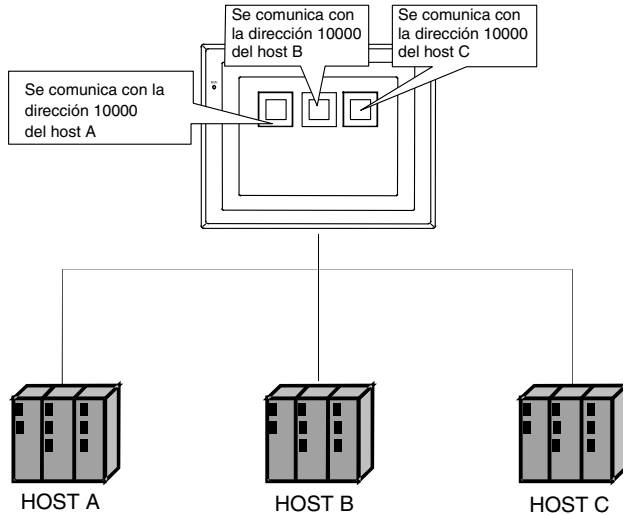 Se comunica con
la dirección 10000
del host B
Se comunica con
la dirección 10000
del host C
Se comunica con la
dirección 10000
del host A
HOST A
HOST B
HOST C